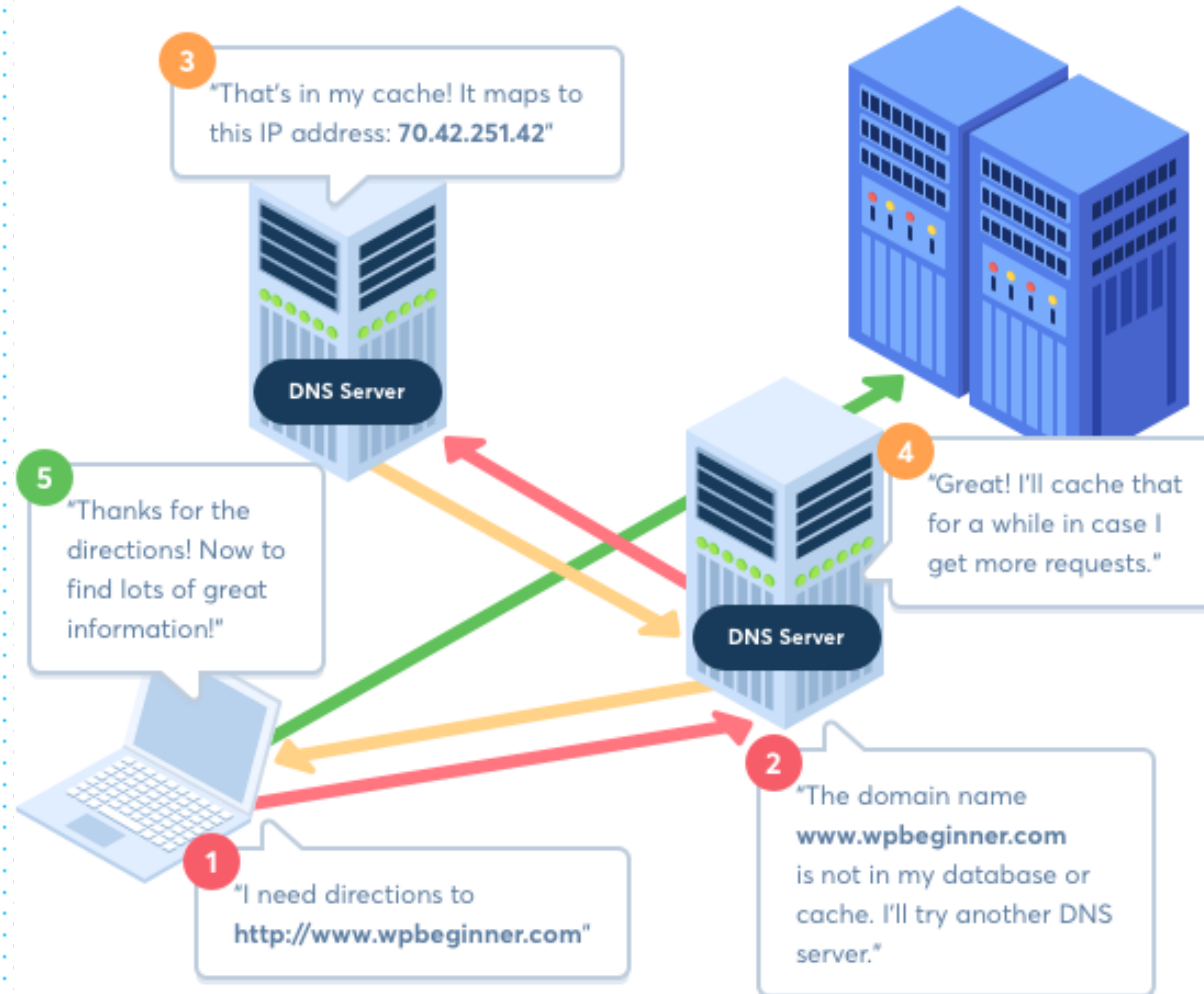 3
"That's in my cache! It maps to
this IP address: 70.42.251.42"
DNS Server
5
"Thanks for the
directions! Now to
find lots of great
information!"
4
"Great! I'll cache that
for a while in case I
get more requests."
DNS Server
2
"The domain name
www.wpbeginner.com
is not in my database or
cache. I'll try another DNS
server."
1
"I need directions to
http://www.wpbeginner.com"